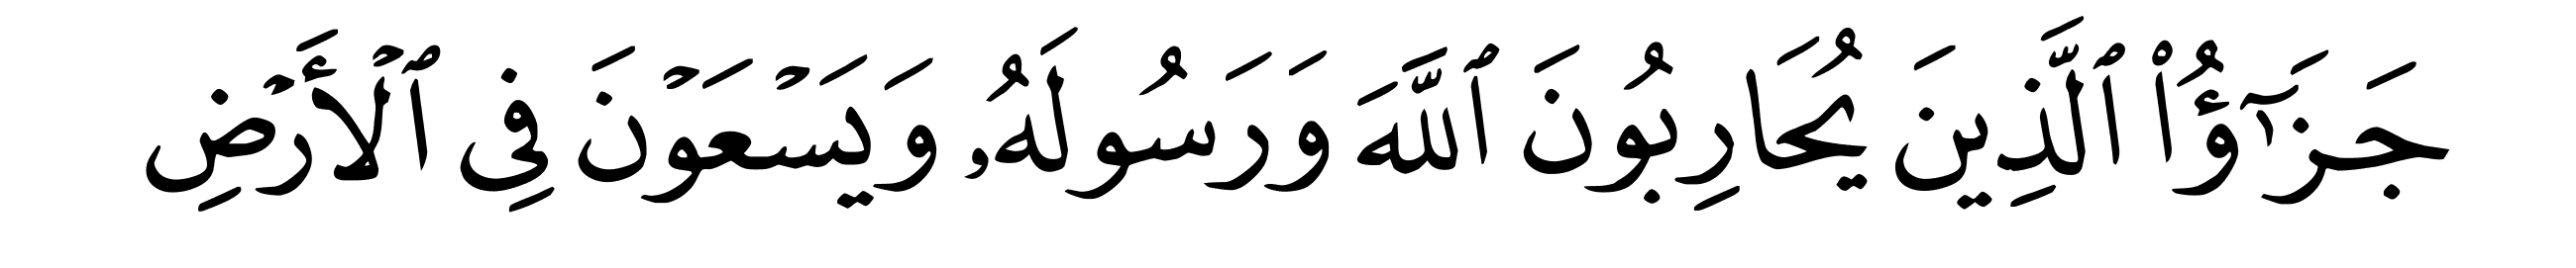 جَزَٰٓؤُا۟ ٱلَّذِينَ يُحَارِبُونَ ٱللَّهَ وَرَسُولَهُۥ وَيَسْعَوْنَ فِى ٱلْأَرْضِ